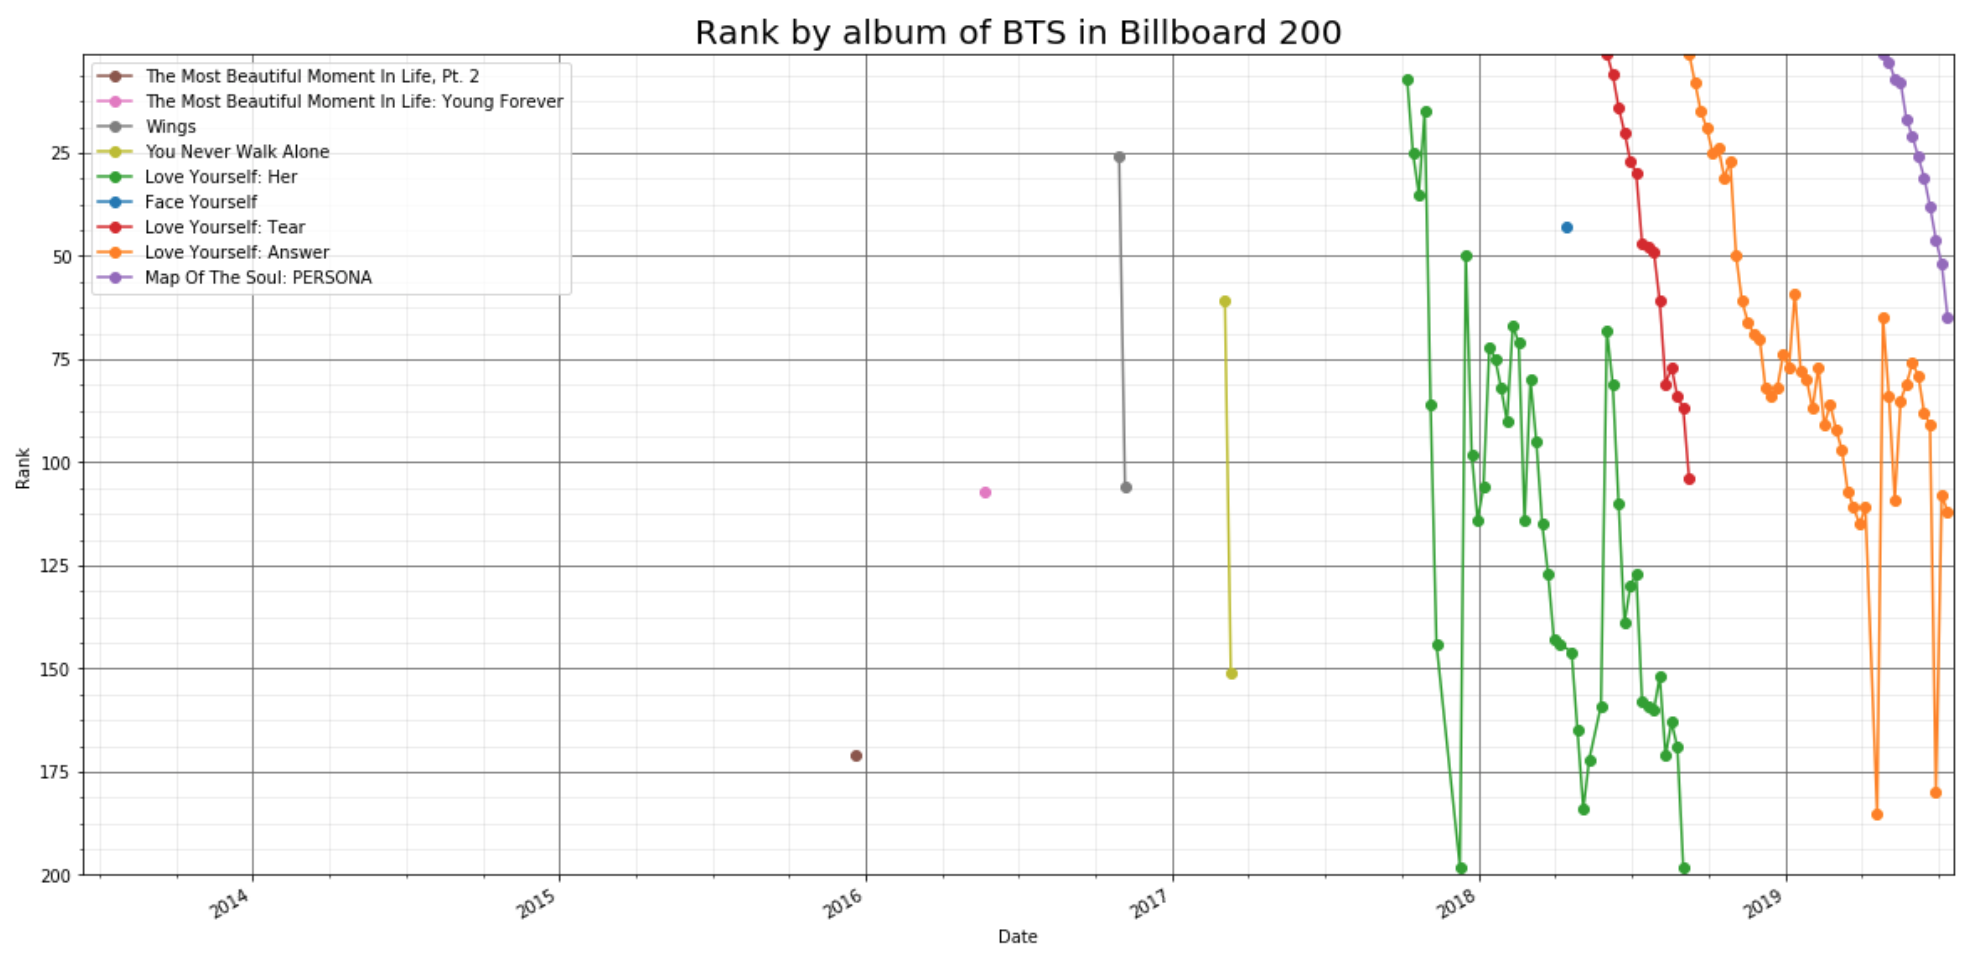 Rank by album of BTS in Billboard 200
The Most Beautiful Moment In Life, Pt. 2
The Most Beautiful Moment In Life: Young Forever
Wings
You Never Walk Alone
Love Yourself: Her
Face Yourself
Love Yourself: Tear
Love Yourself: Answer
Map Of The Soul: PERSONA
25
50
75
100
125
150
175
200
Rank
2014
2015
2016
2017
2018
2019
Date